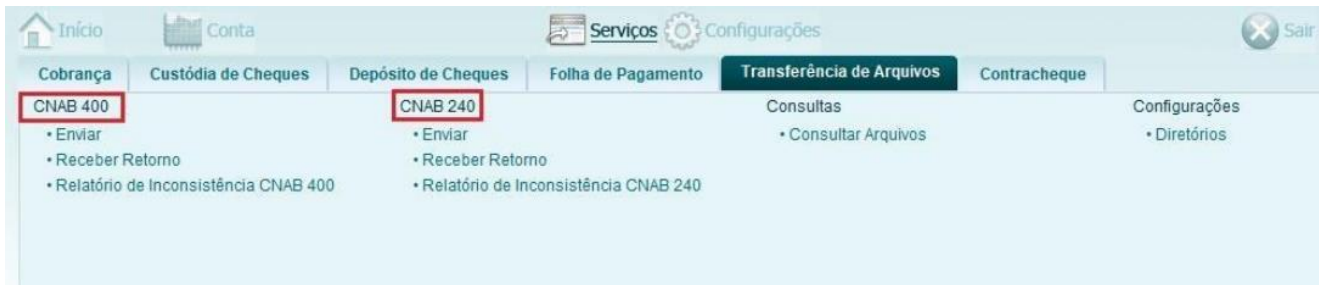 Início Conta Serviços Configurações Sair
Cobrança Custódia de Cheques Depósito de Cheques Folha de Pagamento Transferência de Arquivos Contracheque
CNAB 400 CNAB 240 Consultas Configurações
• Enviar • Enviar • Consultar Arquivos • Diretórios
• Receber Retorno • Receber Retorno
• Relatório de Inconsistência CNAB 400 • Relatório de Inconsistência CNAB 240